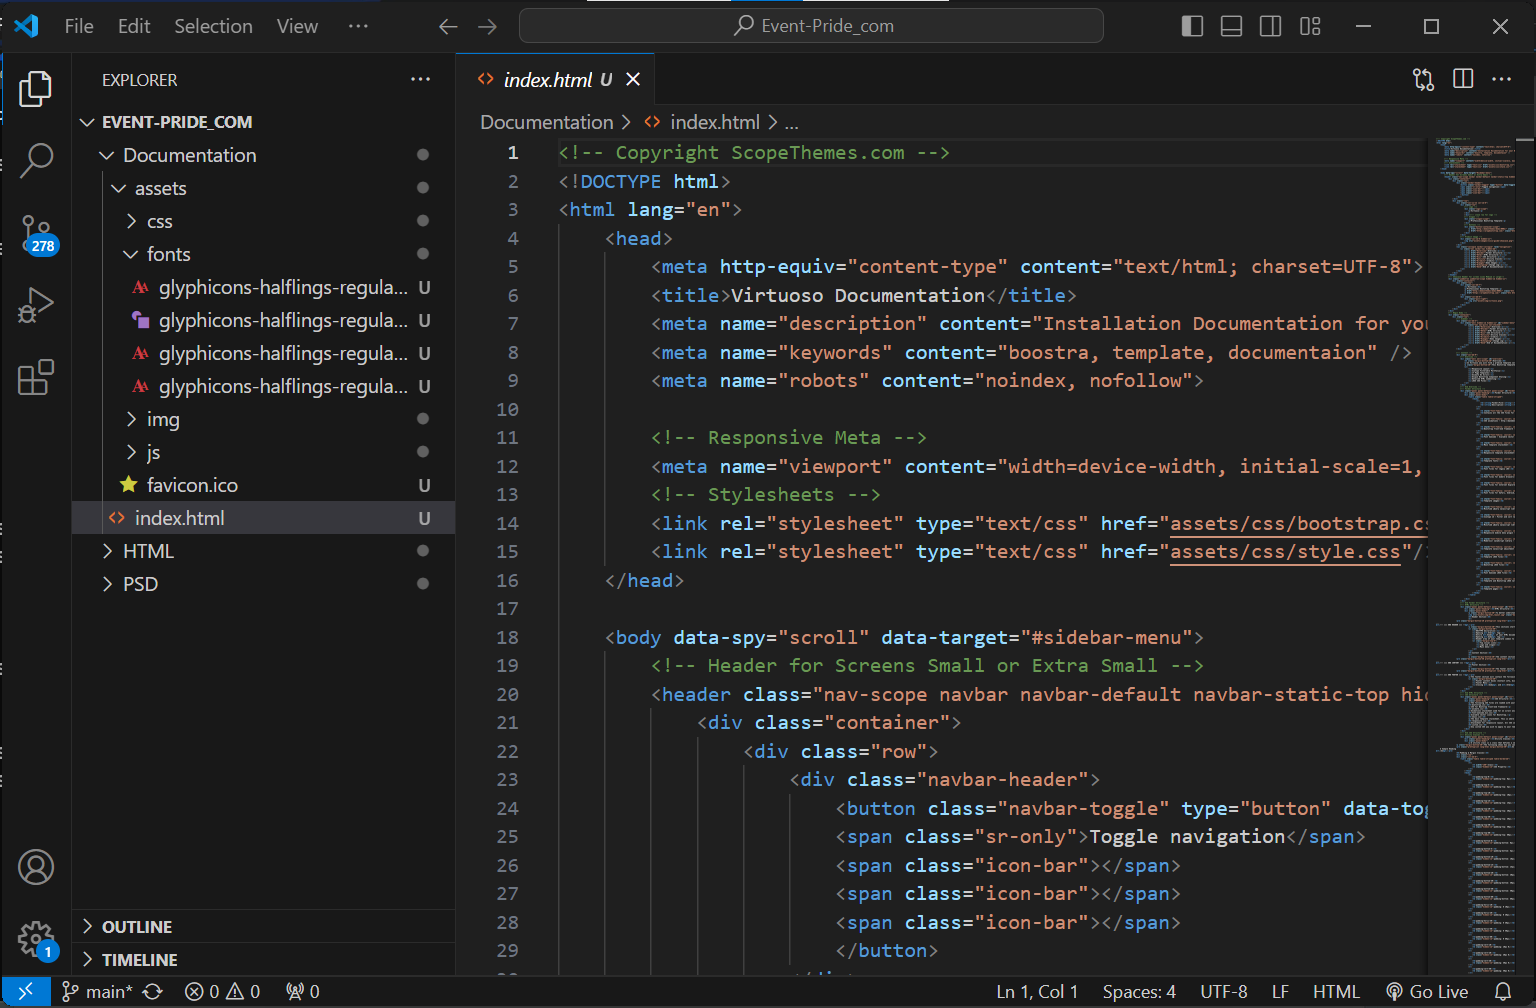 File Edit Selection View ··· Event-Pride_com
EXPLORER
EVENT-PRIDE_COM
Documentation
assets
css
fonts
glyphicons-halflings-regula... U
glyphicons-halflings-regula... U
glyphicons-halflings-regula... U
glyphicons-halflings-regula... U
img
js
favicon.ico U
index.html U
HTML
PSD
OUTLINE
TIMELINE
278
1
index.html U
Documentation > index.html > ...
1 <!-- Copyright ScopeThemes.com -->
2 <!DOCTYPE html>
3 <html lang="en">
4 <head>
5 <meta http-equiv="content-type" content="text/html; charset=UTF-8">
6 <title>Virtuoso Documentation</title>
7 <meta name="description" content="Installation Documentation for you
8 <meta name="keywords" content="boostra, template, documentaion" />
9 <meta name="robots" content="noindex, nofollow">
10
11 <!-- Responsive Meta -->
12 <meta name="viewport" content="width=device-width, initial-scale=1,
13 <!-- Stylesheets -->
14 <link rel="stylesheet" type="text/css" href="assets/css/bootstrap.cs
15 <link rel="stylesheet" type="text/css" href="assets/css/style.css"/
16 </head>
17
18 <body data-spy="scroll" data-target="#sidebar-menu">
19 <!-- Header for Screens Small or Extra Small -->
20 <header class="nav-scope navbar navbar-default navbar-static-top hid
21 <div class="container">
22 <div class="row">
23 <div class="navbar-header">
24 <button class="navbar-toggle" type="button" data-tog
25 <span class="sr-only">Toggle navigation</span>
26 <span class="icon-bar"></span>
27 <span class="icon-bar"></span>
28 <span class="icon-bar"></span>
29 </button>
main* 0 0 0 Ln 1, Col 1 Spaces: 4 UTF-8 LF HTML Go Live